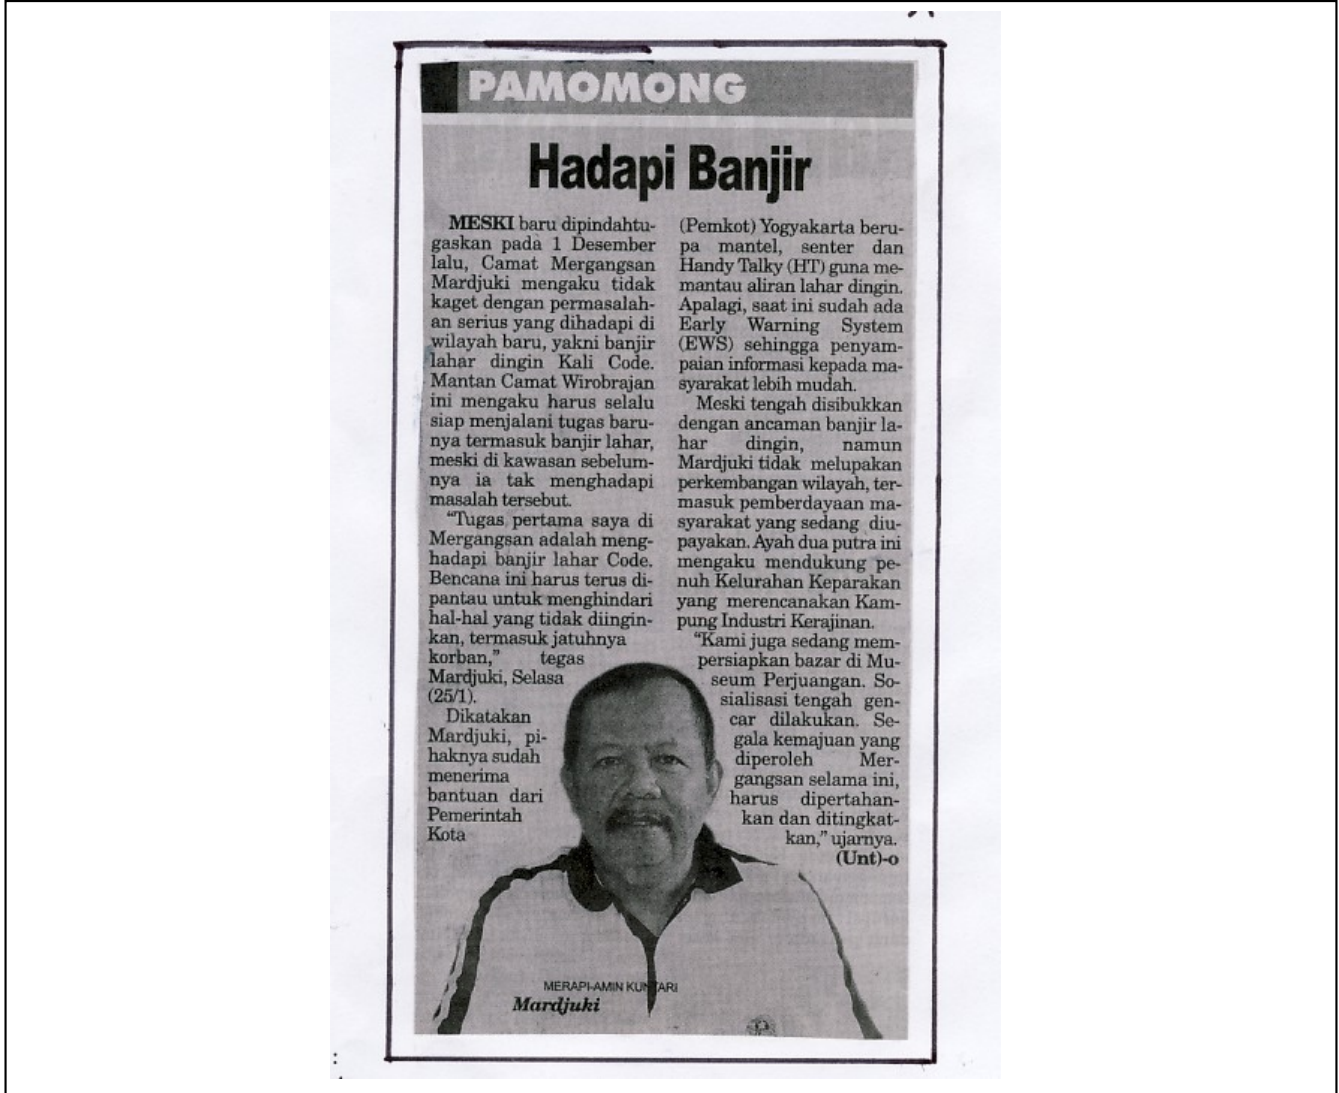 PAMOMONG
Hadapi Banjir
MESKI baru dipindahtu-
gaskan pada 1 Desember
lalu, Camat Mergangsan
Mardjuki mengaku tidak
kaget dengan permasalah-
an serius yang dihadapi di
wilayah baru, yakni banjir
lahar dingin Kali Code.
Mantan Camat Wirobrajan
ini mengaku harus selalu
siap menjalani tugas baru-
nya termasuk banjir lahar,
meski di kawasan sebelum-
nya ia tak menghadapi
masalah tersebut.
"Tugas pertama saya di
Mergangsan adalah meng-
hadapi banjir lahar Code.
Bencana ini harus terus di-
pantau untuk menghindari
hal-hal yang tidak diingin-
kan, termasuk jatuhnya
korban," tegas
Mardjuki, Selasa
(25/1).
Dikatakan
Mardjuki, pi-
haknya sudah
menerima
bantuan dari
Pemerintah
Kota
(Pemkot) Yogyakarta beru-
pa mantel, senter dan
Handy Talky (HT) guna me-
mantau aliran lahar dingin.
Apalagi, saat ini sudah ada
Early Warning System
(EWS) sehingga penyam-
paian informasi kepada ma-
syarakat lebih mudah.
Meski tengah disibukkan
dengan ancaman banjir la-
har dingin, namun
Mardjuki tidak melupakan
perkembangan wilayah, ter-
masuk pemberdayaan ma-
syarakat yang sedang diu-
payakan. Ayah dua putra ini
mengaku mendukung pe-
nuh Kelurahan Keparakan
yang merencanakan Kam-
pung Industri Kerajinan.
"Kami juga sedang mem-
persiapkan bazar di Mu-
seum Perjuangan. So-
sialisasi tengah gen-
car dilakukan. Se-
gala kemajuan yang
diperoleh Mer-
gangsan selama ini,
harus dipertahan-
kan dan ditingkat-
kan," ujarnya.
(Unt)-o
MERAPI-AMIN KUNTARI
Mardjuki